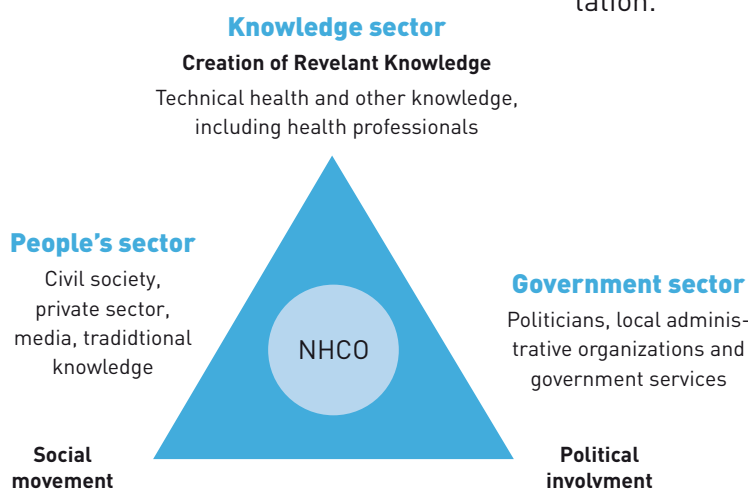 tation.
Knowledge sector
Creation of Revelant Knowledge
Technical health and other knowledge,
including health professionals
People's sector
Civil society,
private sector,
media, tradidtional
knowledge
Government sector
Politicians, local adminis-
trative organizations and
government services
NHCO
Social
movement
Political
involvment